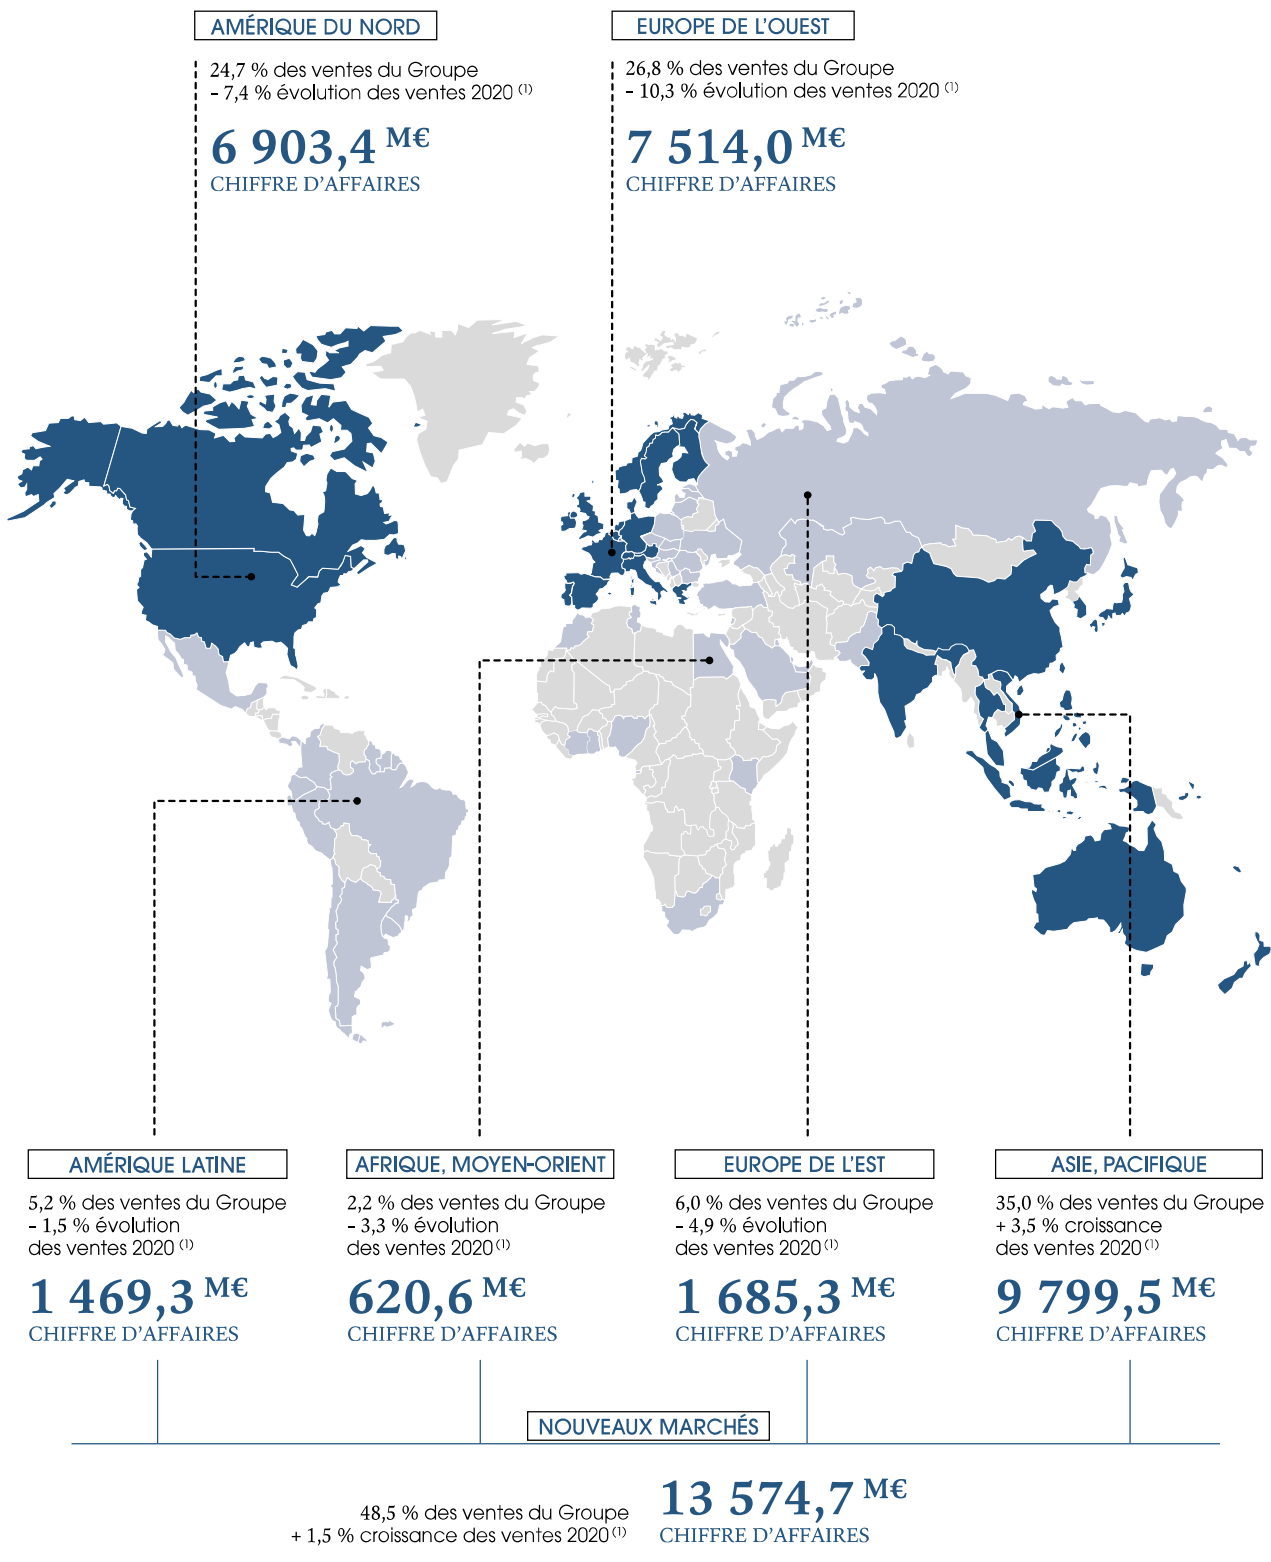 AMÉRIQUE DU NORD
24,7 % des ventes du Groupe
- 7,4 % évolution des ventes 2020 (1)
6 903,4 M€
CHIFFRE D’AFFAIRES
EUROPE DE L’OUEST
26,8 % des ventes du Groupe
- 10,3 % évolution des ventes 2020 (1)
7 514,0 M€
CHIFFRE D’AFFAIRES
AMÉRIQUE LATINE
5,2 % des ventes du Groupe
- 1,5 % évolution
des ventes 2020 (1)
1 469,3 M€
CHIFFRE D’AFFAIRES
AFRIQUE, MOYEN-ORIENT
2,2 % des ventes du Groupe
- 3,3 % évolution
des ventes 2020 (1)
620,6 M€
CHIFFRE D’AFFAIRES
EUROPE DE L’EST
6,0 % des ventes du Groupe
- 4,9 % évolution
des ventes 2020 (1)
1 685,3 M€
CHIFFRE D’AFFAIRES
ASIE, PACIFIQUE
35,0 % des ventes du Groupe
+ 3,5 % croissance
des ventes 2020 (1)
9 799,5 M€
CHIFFRE D’AFFAIRES
NOUVEAUX MARCHÉS
48,5 % des ventes du Groupe
+ 1,5 % croissance des ventes 2020 (1)
13 574,7 M€
CHIFFRE D’AFFAIRES